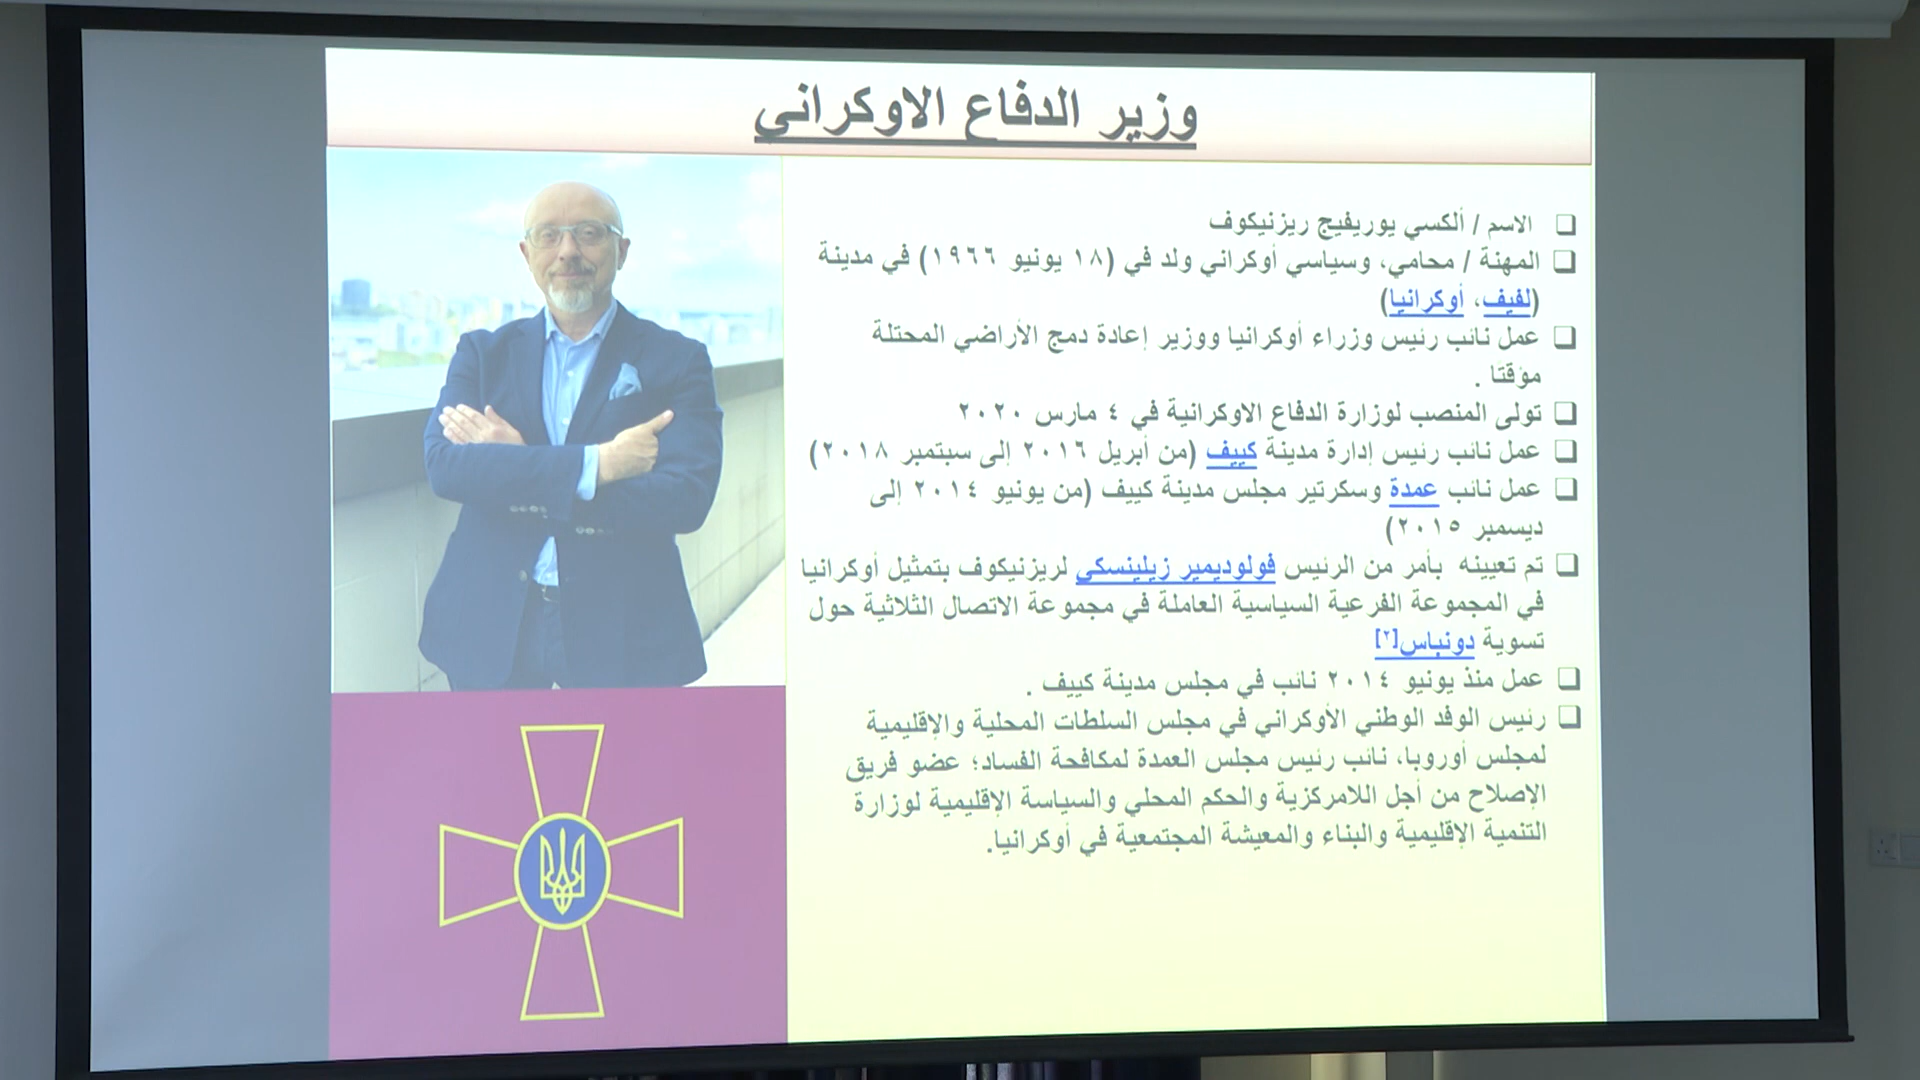 وزير الدفاع الاوكراني
❑ الاسم / ألكسي يوريفيج ريزنيكوف
❑ المهنة / محامي، وسياسي أوكراني ولد في (١٨ يونيو ١٩٦٦) في مدينة
(لفيف، أوكرانيا)
❑ عمل نائب رئيس وزراء أوكرانيا ووزير إعادة دمج الأراضي المحتلة
مؤقتا .
❑ تولى المنصب لوزارة الدفاع الاوكرانية في ٤ مارس ٢٠٢٠
❑ عمل نائب رئيس إدارة مدينة كييف (من أبريل ٢٠١٦ إلى سبتمبر ٢٠١٨)
❑ عمل نائب عمدة وسكرتير مجلس مدينة كييف (من يونيو ٢٠١٤ إلى
ديسمبر ٢٠١٥)
❑ تم تعيينه بأمر من الرئيس فولوديمير زيلينسكي لريزنيكوف بتمثيل أوكرانيا
في المجموعة الفرعية السياسية العاملة في مجموعة الاتصال الثلاثية حول
تسوية دونباس[٢]
❑ عمل منذ يونيو ٢٠١٤ نائب في مجلس مدينة كييف .
❑ رئيس الوفد الوطني الأوكراني في مجلس السلطات المحلية والإقليمية
لمجلس أوروبا، نائب رئيس مجلس العمدة لمكافحة الفساد؛ عضو فريق
الإصلاح من أجل اللامركزية والحكم المحلي والسياسة الإقليمية لوزارة
التنمية الإقليمية والبناء والمعيشة المجتمعية في أوكرانيا.